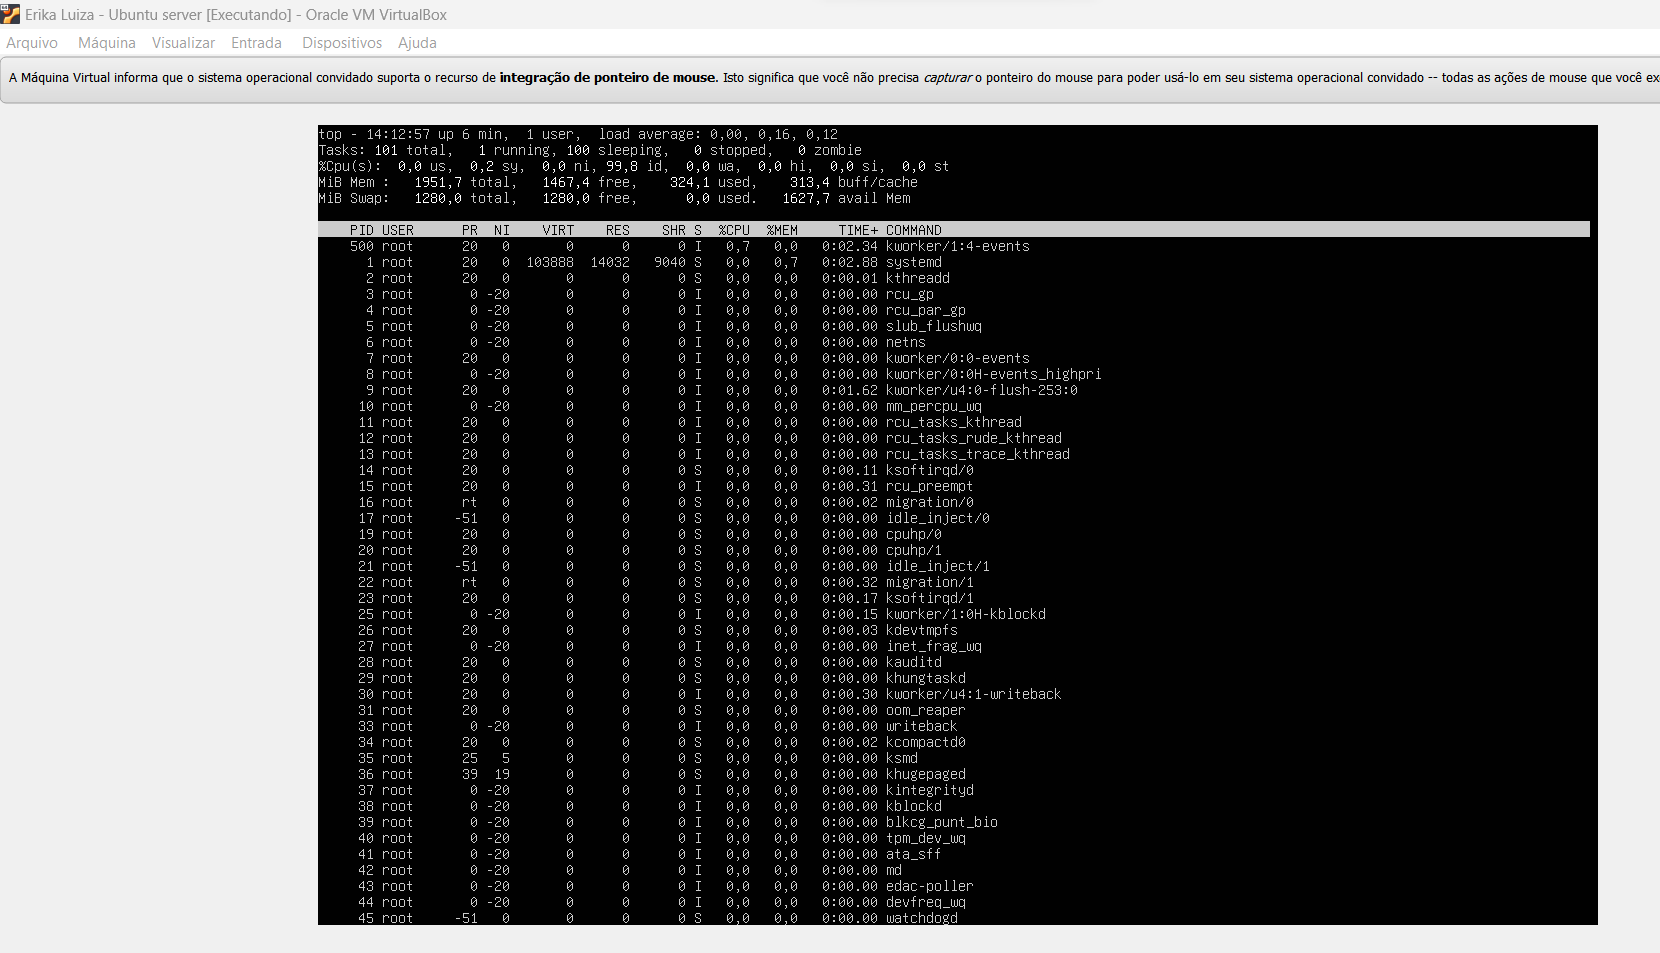 Erika Luiza - Ubuntu server [Executando] - Oracle VM VirtualBox
Arquivo Máquina Visualizar Entrada Dispositivos Ajuda
A Máquina Virtual informa que o sistema operacional convidado suporta o recurso de integração de ponteiro de mouse. Isto significa que você não precisa capturar o ponteiro do mouse para poder usá-lo em seu sistema operacional convidado -- todas as ações de mouse que você ex
top - 14:12:57 up 6 min, 1 user, load average: 0,00, 0,16, 0,12
Tasks: 101 total, 1 running, 100 sleeping, 0 stopped, 0 zombie
%Cpu(s): 0,0 us, 0,2 sy, 0,0 ni, 99,8 id, 0,0 wa, 0,0 hi, 0,0 si, 0,0 st
MiB Mem : 1951,7 total, 1467,4 free, 324,1 used, 313,4 buff/cache
MiB Swap: 1280,0 total, 1280,0 free, 0,0 used. 1627,7 avail Mem
PID USER PR NI VIRT RES SHR S %CPU %MEM TIME+ COMMAND
500 root 20 0 0 0 0 I 0,7 0,0 0:02.34 kworker/1:4-events
1 root 20 0 103888 14032 9040 S 0,0 0,7 0:02.88 systemd
2 root 20 0 0 0 0 S 0,0 0,0 0:00.01 kthreadd
3 root 0 -20 0 0 0 I 0,0 0,0 0:00.00 rcu_gp
4 root 0 -20 0 0 0 I 0,0 0,0 0:00.00 rcu_par_gp
5 root 0 -20 0 0 0 I 0,0 0,0 0:00.00 slub_flushwq
6 root 0 -20 0 0 0 I 0,0 0,0 0:00.00 netns
7 root 20 0 0 0 0 I 0,0 0,0 0:00.00 kworker/0:0-events
8 root 0 -20 0 0 0 I 0,0 0,0 0:00.00 kworker/0:0H-events_highpri
9 root 20 0 0 0 0 I 0,0 0,0 0:01.62 kworker/u4:0-flush-253:0
10 root 0 -20 0 0 0 I 0,0 0,0 0:00.00 mm_percpu_wq
11 root 20 0 0 0 0 I 0,0 0,0 0:00.00 rcu_tasks_kthread
12 root 20 0 0 0 0 I 0,0 0,0 0:00.00 rcu_tasks_rude_kthread
13 root 20 0 0 0 0 I 0,0 0,0 0:00.00 rcu_tasks_trace_kthread
14 root 20 0 0 0 0 S 0,0 0,0 0:00.11 ksoftirqd/0
15 root 20 0 0 0 0 I 0,0 0,0 0:00.31 rcu_preempt
16 root rt 0 0 0 0 S 0,0 0,0 0:00.02 migration/0
17 root -51 0 0 0 0 S 0,0 0,0 0:00.00 idle_inject/0
19 root 20 0 0 0 0 S 0,0 0,0 0:00.00 cpuhp/0
20 root 20 0 0 0 0 S 0,0 0,0 0:00.00 cpuhp/1
21 root -51 0 0 0 0 S 0,0 0,0 0:00.00 idle_inject/1
22 root rt 0 0 0 0 S 0,0 0,0 0:00.32 migration/1
23 root 20 0 0 0 0 S 0,0 0,0 0:00.17 ksoftirqd/1
25 root 0 -20 0 0 0 I 0,0 0,0 0:00.15 kworker/1:0H-kblockd
26 root 20 0 0 0 0 S 0,0 0,0 0:00.03 kdevtmpfs
27 root 0 -20 0 0 0 I 0,0 0,0 0:00.00 inet_frag_wq
28 root 20 0 0 0 0 S 0,0 0,0 0:00.00 kauditd
29 root 20 0 0 0 0 S 0,0 0,0 0:00.00 khungtaskd
30 root 20 0 0 0 0 I 0,0 0,0 0:00.30 kworker/u4:1-writeback
31 root 20 0 0 0 0 S 0,0 0,0 0:00.00 oom_reaper
33 root 0 -20 0 0 0 I 0,0 0,0 0:00.00 writeback
34 root 20 0 0 0 0 S 0,0 0,0 0:00.02 kcompactd0
35 root 25 5 0 0 0 S 0,0 0,0 0:00.00 ksmd
36 root 39 19 0 0 0 S 0,0 0,0 0:00.00 khugepaged
37 root 0 -20 0 0 0 I 0,0 0,0 0:00.00 kintegrityd
38 root 0 -20 0 0 0 I 0,0 0,0 0:00.00 kblockd
39 root 0 -20 0 0 0 I 0,0 0,0 0:00.00 blkcg_punt_bio
40 root 0 -20 0 0 0 I 0,0 0,0 0:00.00 tpm_dev_wq
41 root 0 -20 0 0 0 I 0,0 0,0 0:00.00 ata_sff
42 root 0 -20 0 0 0 I 0,0 0,0 0:00.00 md
43 root 0 -20 0 0 0 I 0,0 0,0 0:00.00 edac-poller
44 root 0 -20 0 0 0 I 0,0 0,0 0:00.00 devfreq_wq
45 root -51 0 0 0 0 S 0,0 0,0 0:00.00 watchdogd